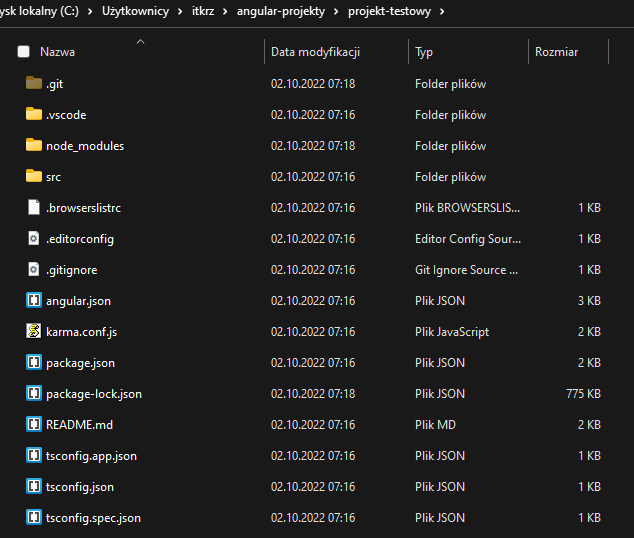 ysk lokalny (C:) > Użytkownicy > itkrz > angular-projekty > projekt-testowy >
Nazwa Data modyfikacji Typ Rozmiar
.git 02.10.2022 07:18 Folder plików
.vscode 02.10.2022 07:16 Folder plików
node_modules 02.10.2022 07:18 Folder plików
src 02.10.2022 07:16 Folder plików
.browserslistrc 02.10.2022 07:16 Plik BROWSERSLIS... 1 KB
.editorconfig 02.10.2022 07:16 Editor Config Sour... 1 KB
.gitignore 02.10.2022 07:16 Git Ignore Source ... 1 KB
angular.json 02.10.2022 07:16 Plik JSON 3 KB
karma.conf.js 02.10.2022 07:16 Plik JavaScript 2 KB
package.json 02.10.2022 07:16 Plik JSON 2 KB
package-lock.json 02.10.2022 07:18 Plik JSON 775 KB
README.md 02.10.2022 07:16 Plik MD 2 KB
tsconfig.app.json 02.10.2022 07:16 Plik JSON 1 KB
tsconfig.json 02.10.2022 07:16 Plik JSON 1 KB
tsconfig.spec.json 02.10.2022 07:16 Plik JSON 1 KB